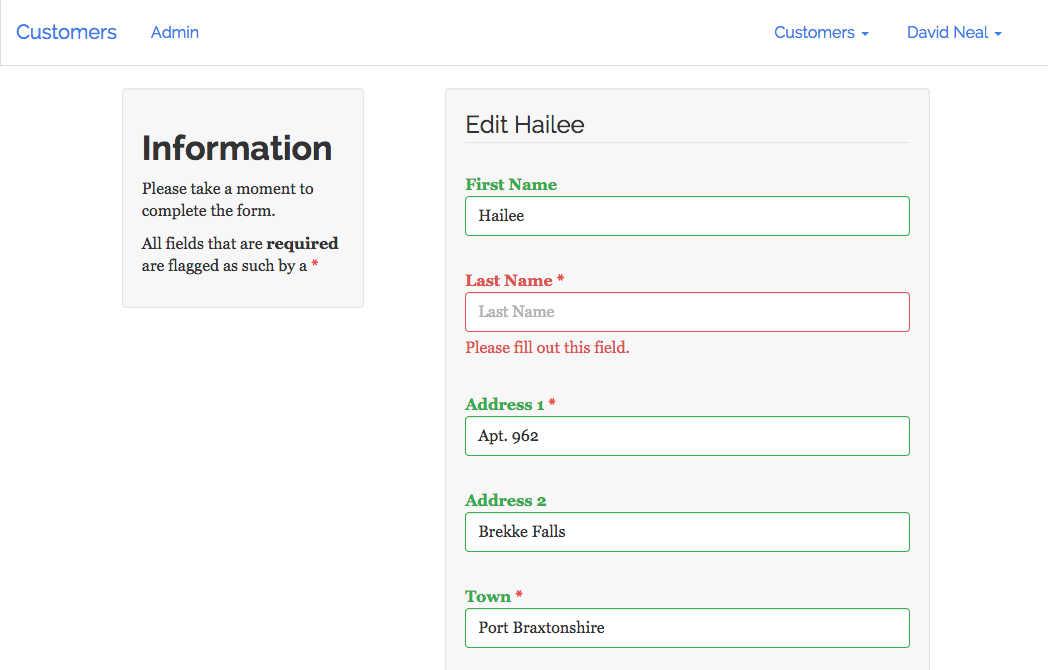 Customers Admin Customers David Neal
Information
Please take a moment to
complete the form.
All fields that are required
are flagged as such by a *
Edit Hailee
First Name
Hailee
Last Name *
Last Name
Please fill out this field.
Address 1 *
Apt. 962
Address 2
Brekke Falls
Town *
Port Braxtonshire